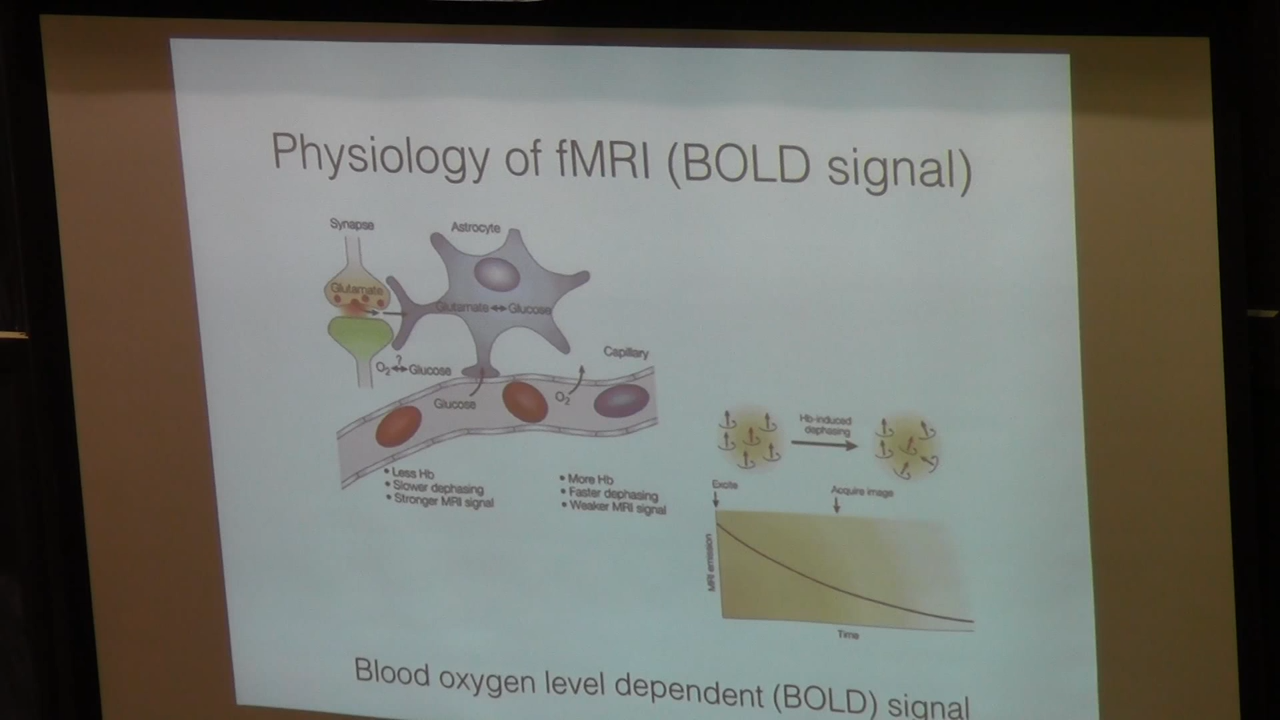 Physiology of fMRI (BOLD signal)
Synapse
Astrocyte
Glutamate
Glutamate ↔ Glucose
Capillary
?
O₂ ↔ Glucose
Glucose
O₂
• Less Hb
• Slower dephasing
• Stronger MRI signal
• More Hb
• Faster dephasing
• Weaker MRI signal
Hb-induced
dephasing
Excite
Acquire image
MRI emission
Time
Blood oxygen level dependent (BOLD) signal